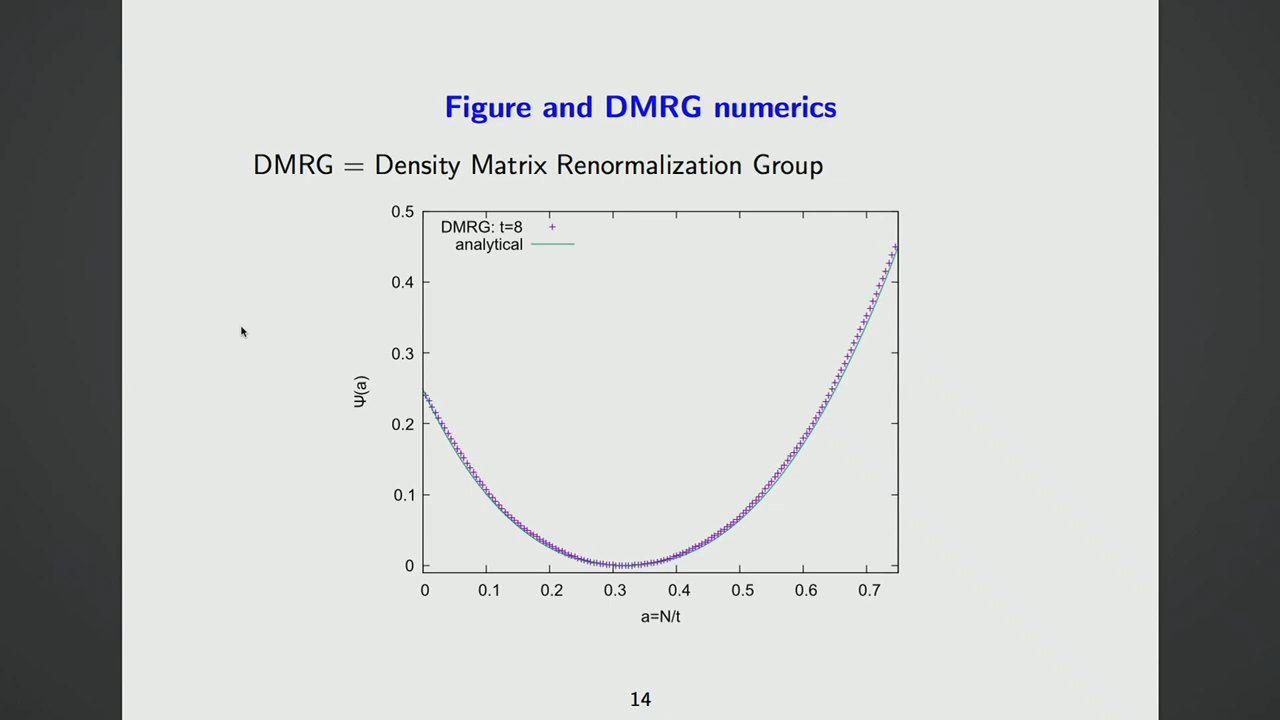 Figure and DMRG numerics
DMRG = Density Matrix Renormalization Group
0.5
0.4
0.3
0.2
0.1
0
DMRG: t=8
analytical
Ψ(a)
0 0.1 0.2 0.3 0.4 0.5 0.6 0.7
a=N/t
14